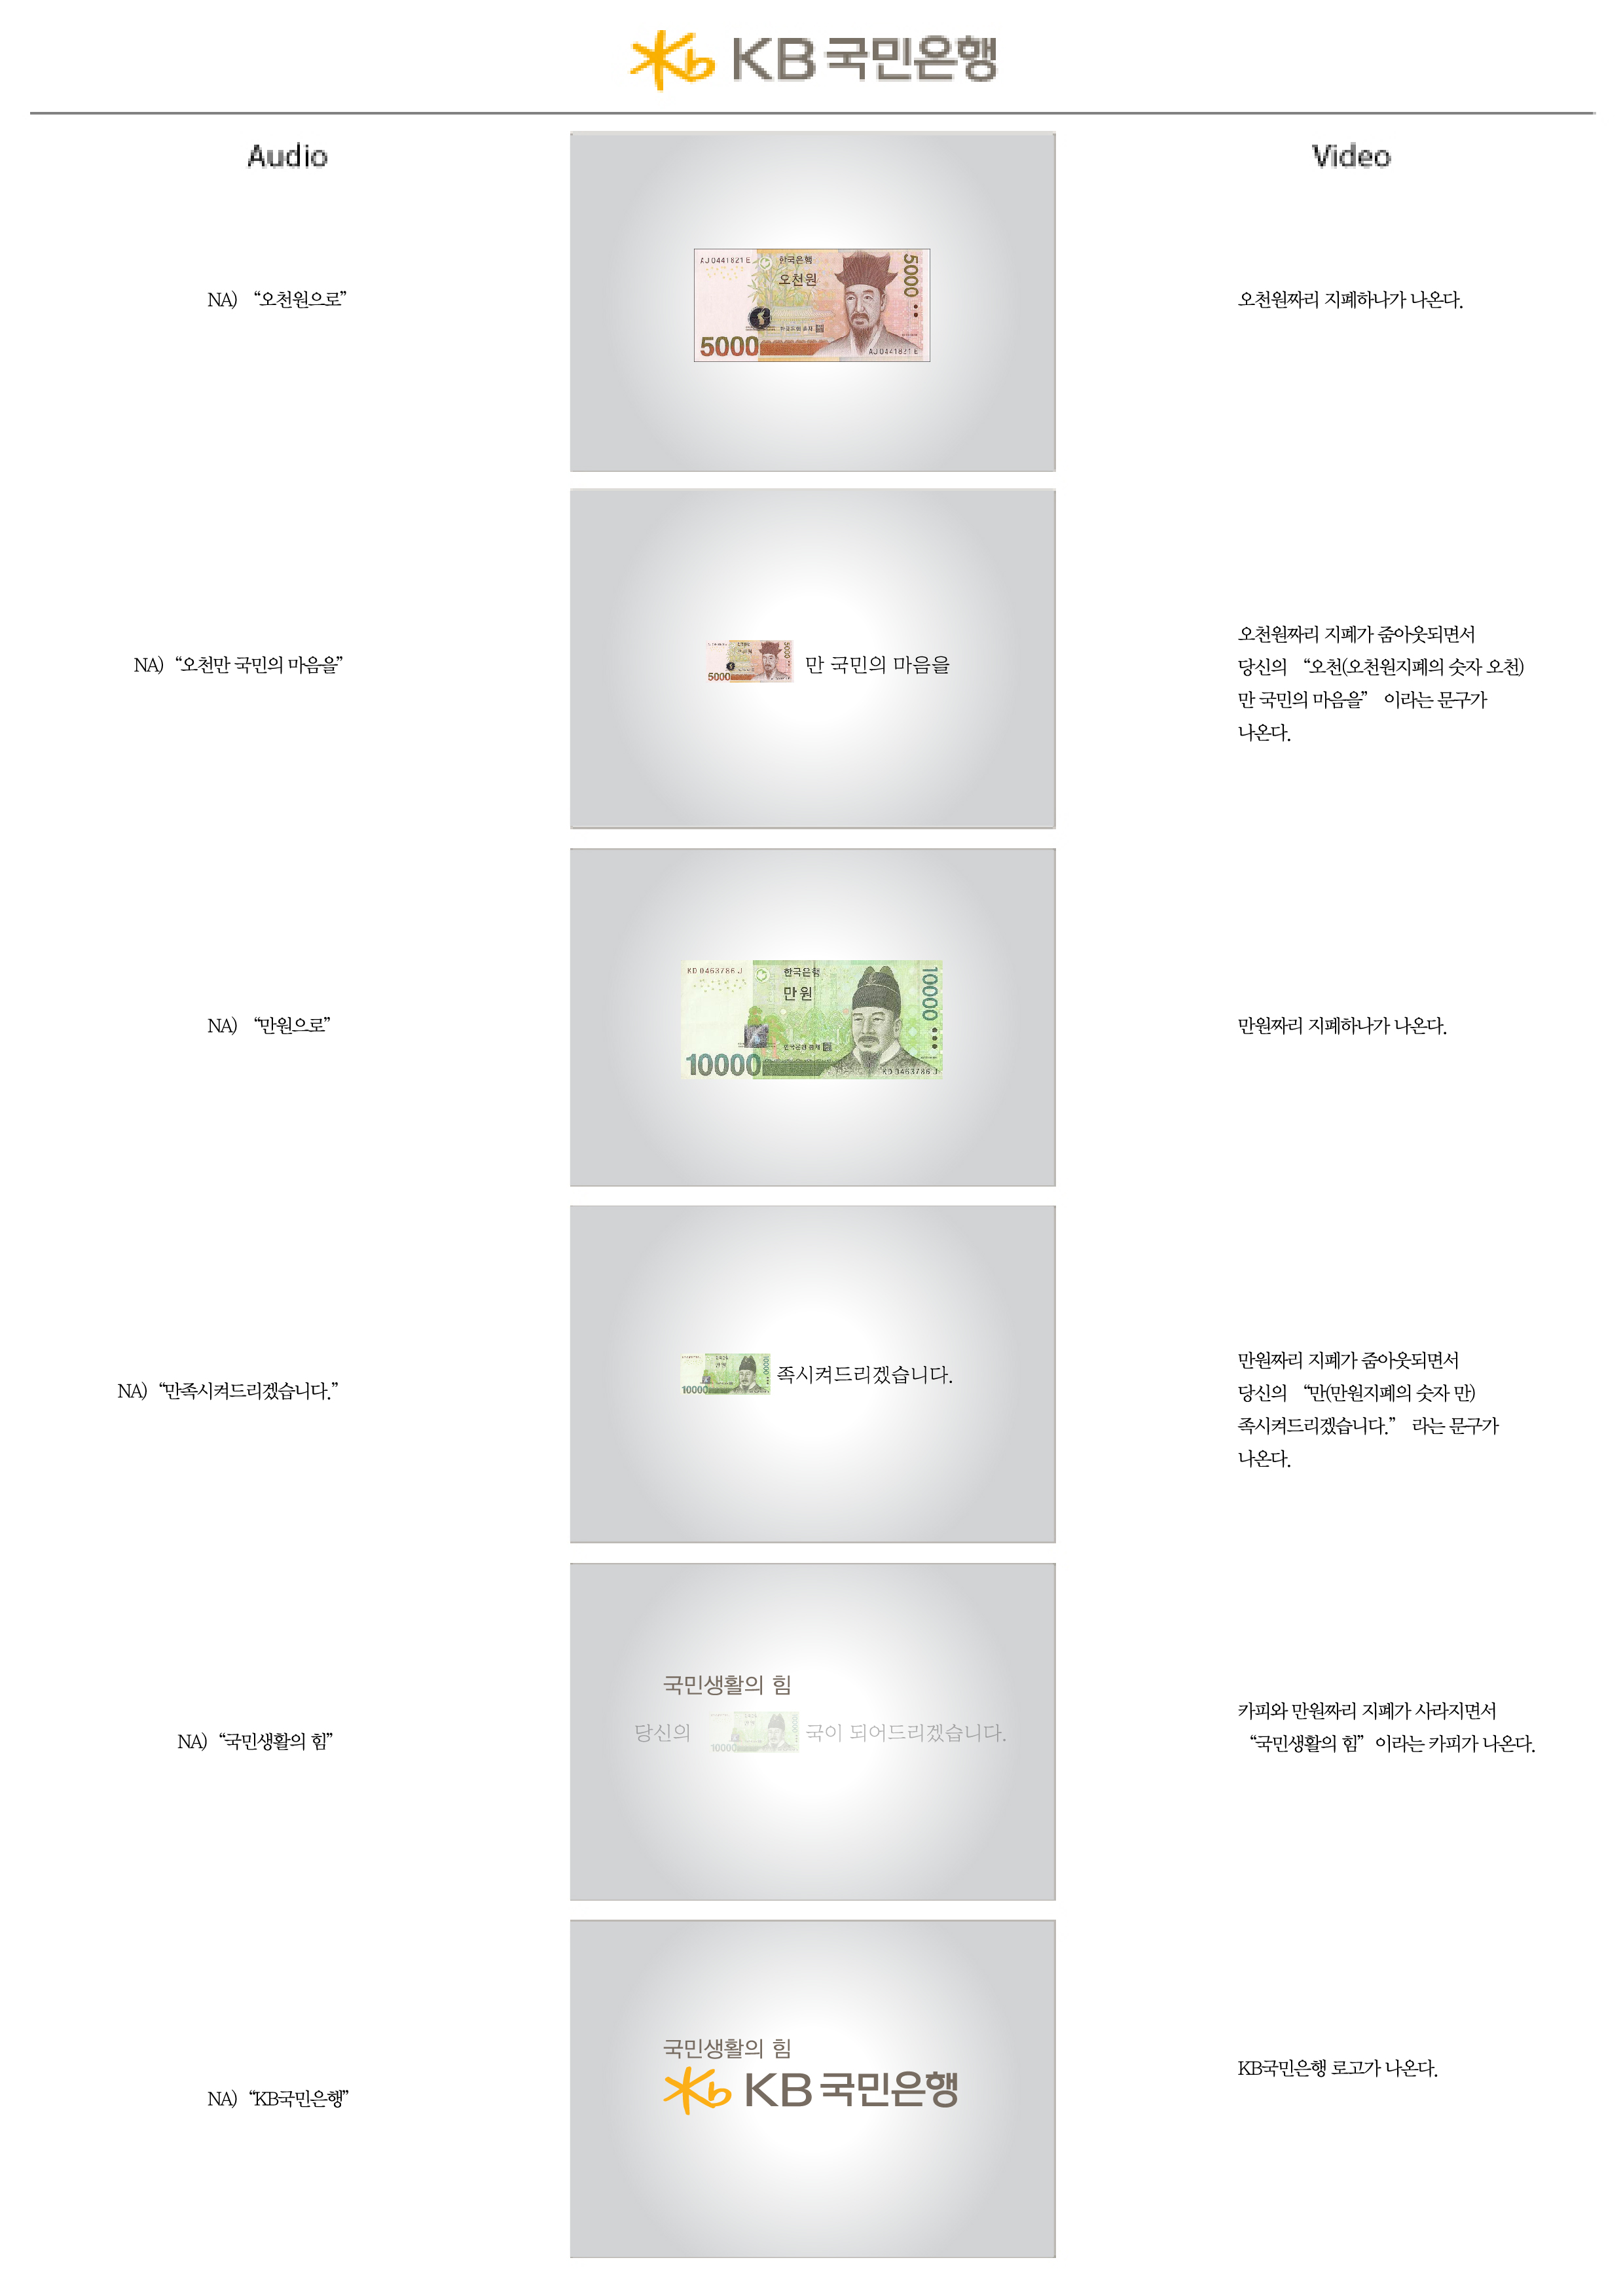 KB 국민은행
Audio
Video
NA) “오천원으로”
AJ 0441821 E
한국은행
오천원
5000
5000
AJ 0441821 E
오천원짜리 지폐하나가 나온다.
NA) “오천만 국민의 마음을”
5000
만 국민의 마음을
오천원짜리 지폐가 줌아웃되면서
당신의 “오천(오천원지폐의 숫자 오천)
만 국민의 마음을” 이라는 문구가
나온다.
NA) “만원으로”
KD 0463786 J
한국은행
만원
10000
10000
KD 0463786 J
만원짜리 지폐하나가 나온다.
NA) “만족시켜드리겠습니다.”
10000
족시켜드리겠습니다.
만원짜리 지폐가 줌아웃되면서
당신의 “만(만원지폐의 숫자 만)
족시켜드리겠습니다.” 라는 문구가
나온다.
NA) “국민생활의 힘”
국민생활의 힘
당신의
10000
국이 되어드리겠습니다.
카피와 만원짜리 지폐가 사라지면서
“국민생활의 힘” 이라는 카피가 나온다.
NA) “KB국민은행”
국민생활의 힘
KB 국민은행
KB국민은행 로고가 나온다.